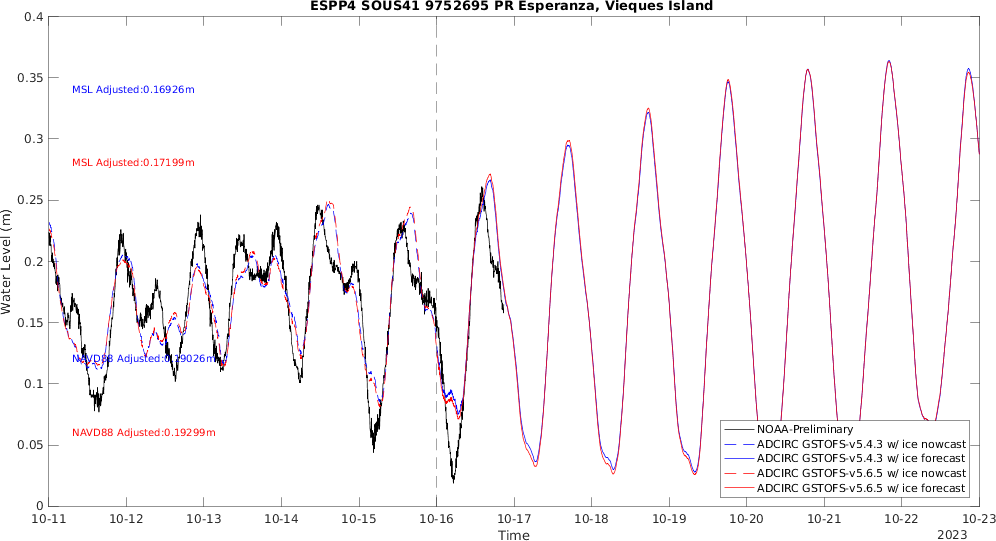 ESPP4 SOUS41 9752695 PR Esperanza, Vieques Island
Water Level (m)
0.4
0.35
0.3
0.25
0.2
0.15
0.1
0.05
0
MSL Adjusted:0.16926m
MSL Adjusted:0.17199m
NAVD88 Adjusted:0.19026m
NAVD88 Adjusted:0.19299m
NOAA-Preliminary
ADCIRC GSTOFS-v5.4.3 w/ ice nowcast
ADCIRC GSTOFS-v5.4.3 w/ ice forecast
ADCIRC GSTOFS-v5.6.5 w/ ice nowcast
ADCIRC GSTOFS-v5.6.5 w/ ice forecast
10-11 10-12 10-13 10-14 10-15 10-16 10-17 10-18 10-19 10-20 10-21 10-22 10-23
Time
2023